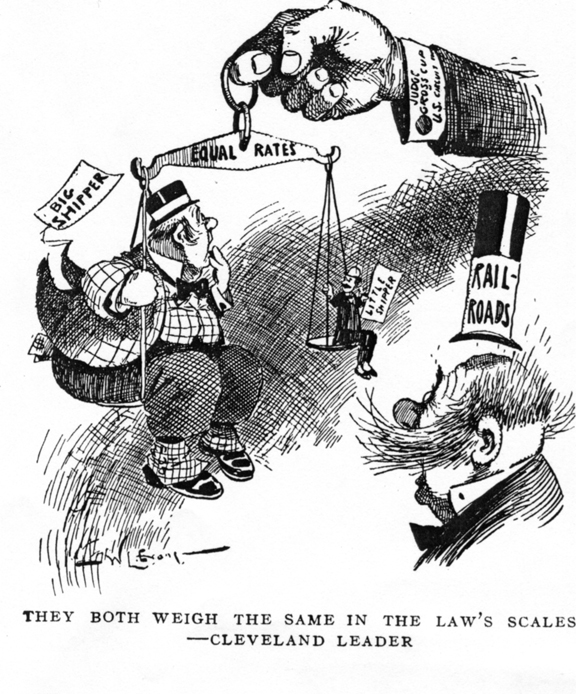 JUDGE
GROSSCUP
U.S. CIRCUIT
EQUAL RATES
BIG
SHIPPER
LITTLE
SHIPPER
RAIL-
ROADS
THEY BOTH WEIGH THE SAME IN THE LAW'S SCALES
—CLEVELAND LEADER